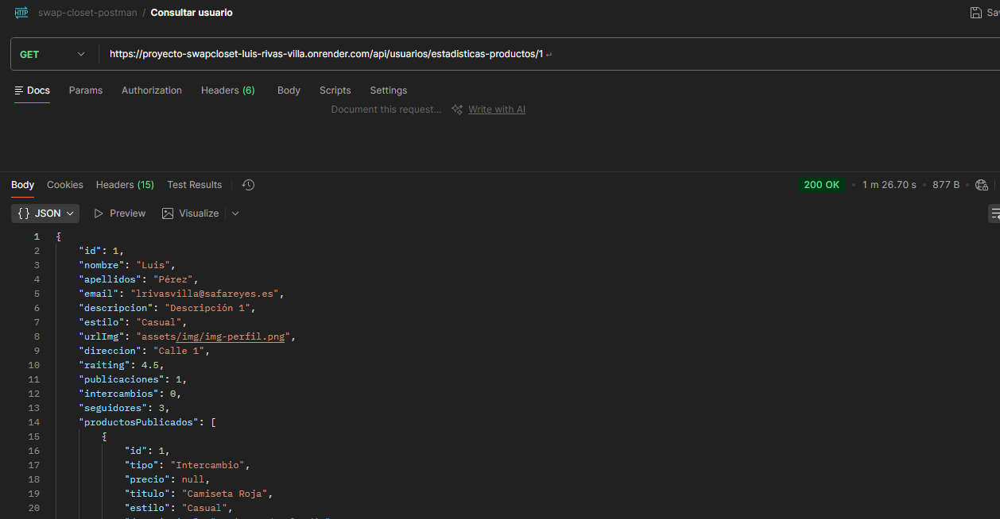 HTTP swap-closet-postman / Consultar usuario
GET https://proyecto-swapcloset-luis-rivas-villa.onrender.com/api/usuarios/estadisticas-productos/1
Docs Params Authorization Headers (6) Body Scripts Settings
Document this request... Write with AI
Body Cookies Headers (15) Test Results 200 OK • 1 m 26.70 s • 877 B •
{} JSON Preview Visualize
1 {
2 "id": 1,
3 "nombre": "Luis",
4 "apellidos": "Pérez",
5 "email": "lrivasvilla@safareyes.es",
6 "descripcion": "Descripción 1",
7 "estilo": "Casual",
8 "urlImg": "assets/img/img-perfil.png",
9 "direccion": "Calle 1",
10 "raiting": 4.5,
11 "publicaciones": 1,
12 "intercambios": 0,
13 "seguidores": 3,
14 "productosPublicados": [
15 {
16 "id": 1,
17 "tipo": "Intercambio",
18 "precio": null,
19 "titulo": "Camiseta Roja",
20 "estilo": "Casual",